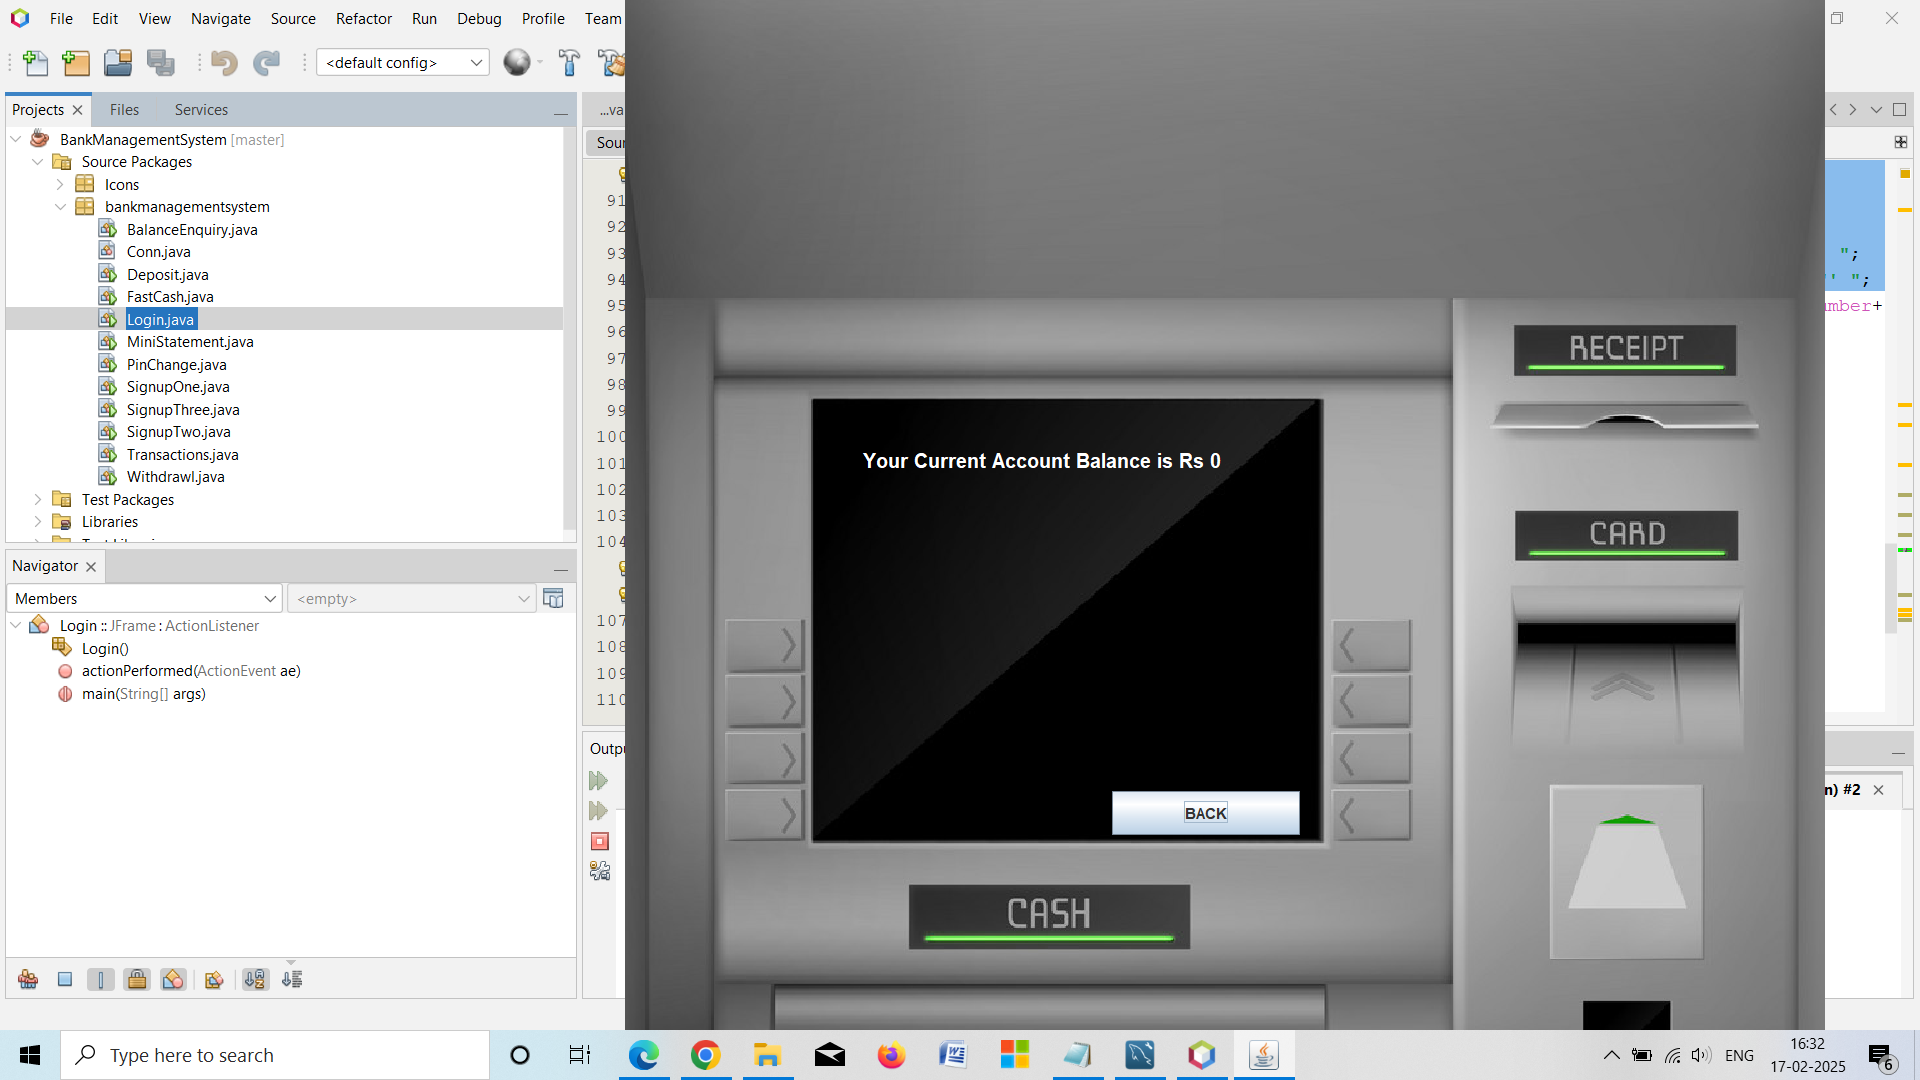 File Edit View Navigate Source Refactor Run Debug Profile Team
<default config>
Projects Files Services
BankManagementSystem [master]
Source Packages
Icons
bankmanagementsystem
BalanceEnquiry.java
Conn.java
Deposit.java
FastCash.java
Login.java
MiniStatement.java
PinChange.java
SignupOne.java
SignupThree.java
SignupTwo.java
Transactions.java
Withdrawl.java
Test Packages
Libraries
Navigator
Members <empty>
Login :: JFrame : ActionListener
Login()
actionPerformed(ActionEvent ae)
main(String[] args)
...va
Sour
91
92
93
94
95
96
97
98
99
100
101
102
103
104
107
108
109
110
Outpu
RECEIPT
Your Current Account Balance is Rs 0
CARD
BACK
CASH
";
' ";
mber+
n) #2
Type here to search
ENG
16:32
17-02-2025
6